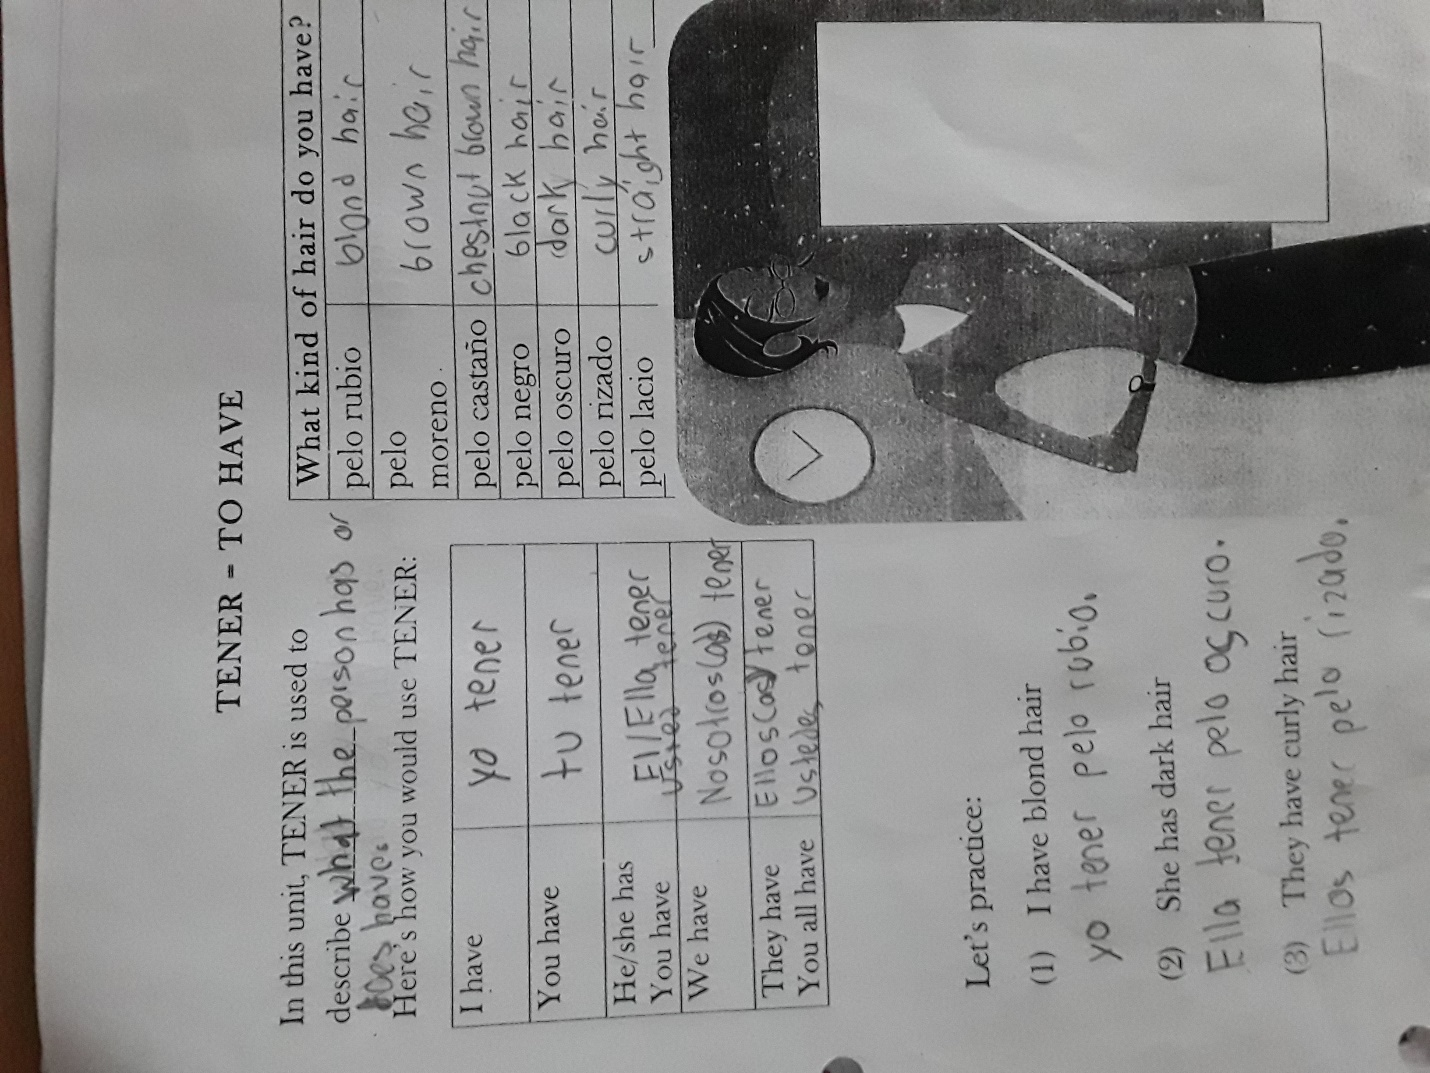 TENER – TO HAVE
In this unit, TENER is used to
describe what the person has or
does have.
Here's how you would use TENER:
I have yo tener
You have tu tener
He/she has El/Ella tener
You have Usted tener
We have Nosotros(as) tener
They have Ellos(as) tener
You all have Ustedes tener
What kind of hair do you have?
pelo rubio blond hair
pelo
moreno brown hair
pelo castaño chestnut brown hair
pelo negro black hair
pelo oscuro dark hair
pelo rizado curly hair
pelo lacio straight hair
Let's practice:
(1) I have blond hair
yo tener pelo rubio.
(2) She has dark hair
Ella tener pelo oscuro.
(3) They have curly hair
Ellos tener pelo rizado.